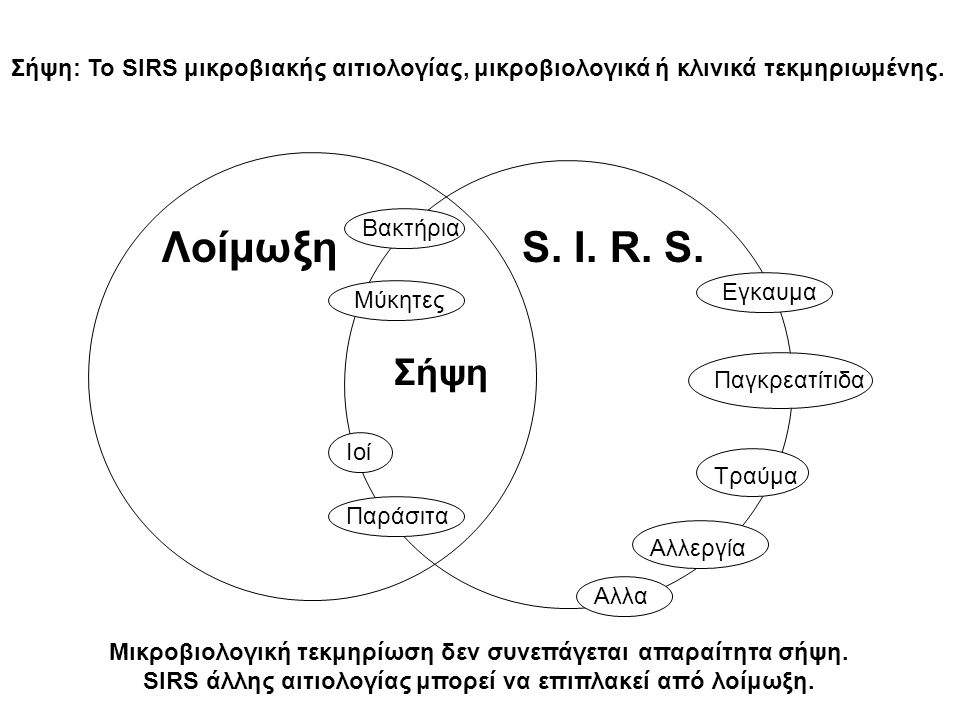 Σήψη: Το SIRS μικροβιακής αιτιολογίας, μικροβιολογικά ή κλινικά τεκμηριωμένης.
Λοίμωξη
S. I. R. S.
Βακτήρια
Μύκητες
Σήψη
Ιοί
Παράσιτα
Εγκαυμα
Παγκρεατίτιδα
Τραύμα
Αλλεργία
Αλλα
Μικροβιολογική τεκμηρίωση δεν συνεπάγεται απαραίτητα σήψη.
SIRS άλλης αιτιολογίας μπορεί να επιπλακεί από λοίμωξη.